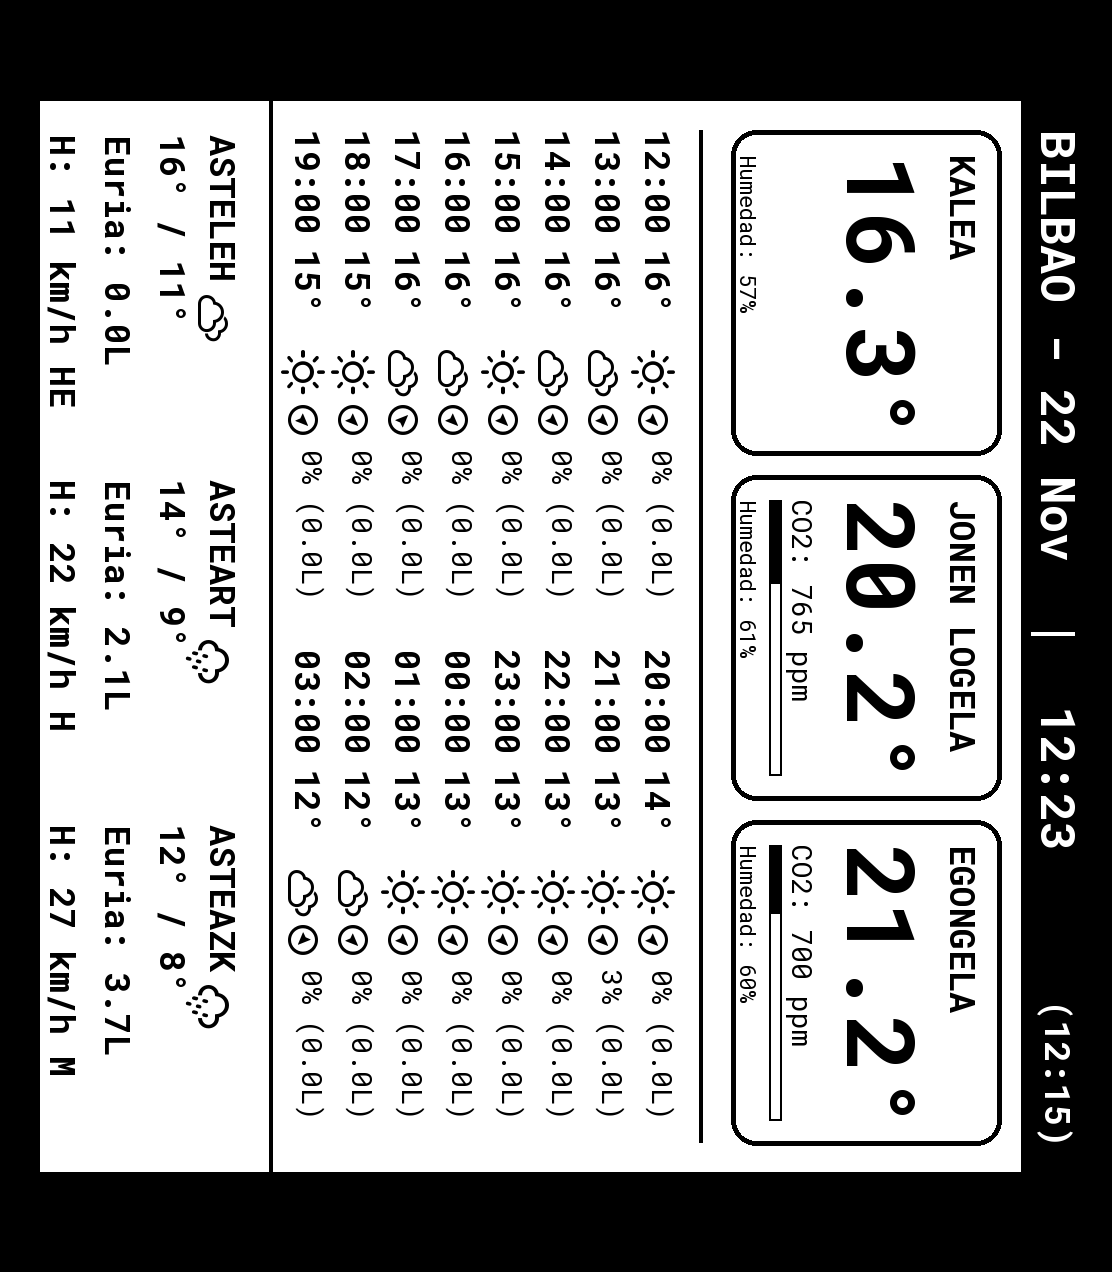 BILBAO - 22 Nov | 12:23 (12:15)
KALEA
16.3°
Humedad: 57%
JONEN LOGELA
20.2°
CO2: 765 ppm
Humedad: 61%
EGONGELA
21.2°
CO2: 700 ppm
Humedad: 60%
12:00 16° 0% (0.0L)
13:00 16° 0% (0.0L)
14:00 16° 0% (0.0L)
15:00 16° 0% (0.0L)
16:00 16° 0% (0.0L)
17:00 16° 0% (0.0L)
18:00 15° 0% (0.0L)
19:00 15° 0% (0.0L)
20:00 14° 0% (0.0L)
21:00 13° 3% (0.0L)
22:00 13° 0% (0.0L)
23:00 13° 0% (0.0L)
00:00 13° 0% (0.0L)
01:00 13° 0% (0.0L)
02:00 12° 0% (0.0L)
03:00 12° 0% (0.0L)
ASTELEH
16° / 11°
Euria: 0.0L
H: 11 km/h HE
ASTEART
14° / 9°
Euria: 2.1L
H: 22 km/h H
ASTEAZK
12° / 8°
Euria: 3.7L
H: 27 km/h M